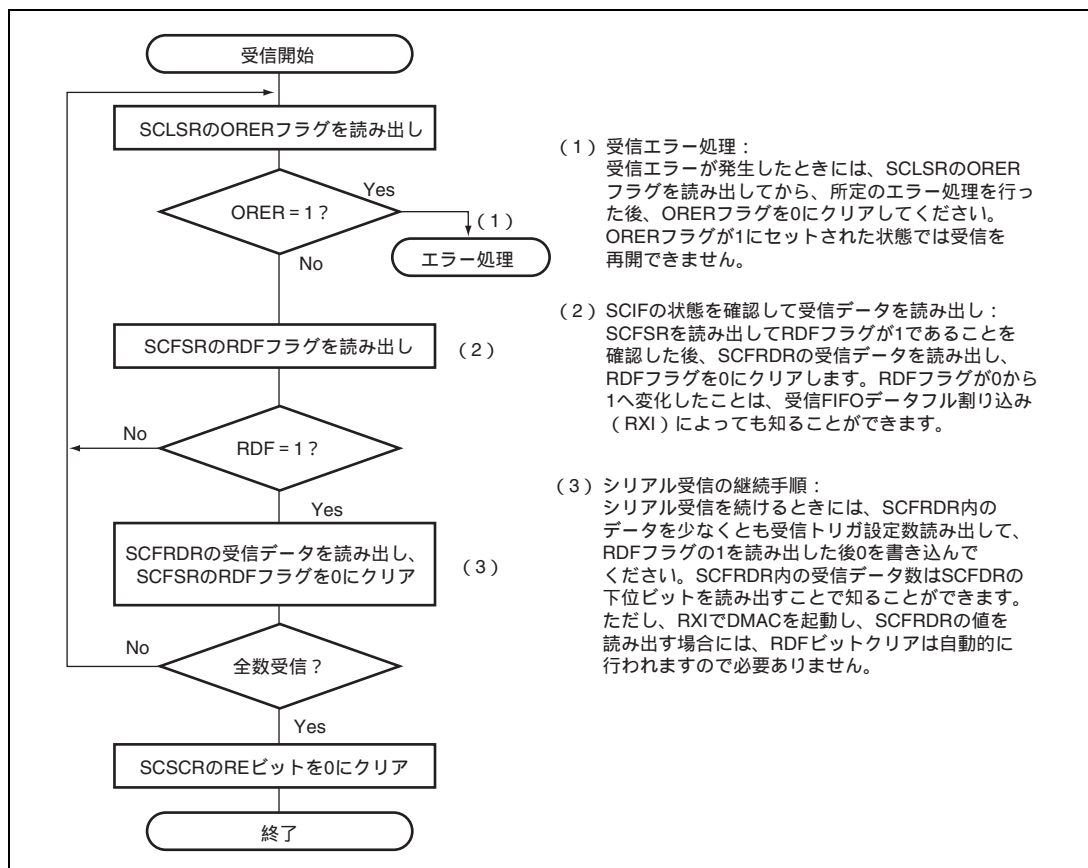 受信開始
SCLSRのORERフラグを読み出し
Yes
ORER = 1 ?
(1)
エラー処理
No
SCFSRのRDFフラグを読み出し
(2)
No
RDF = 1 ?
Yes
SCFRDRの受信データを読み出し、
SCFSRのRDFフラグを0にクリア
(3)
No
全数受信 ?
Yes
SCSCRのREビットを0にクリア
終了
(1) 受信エラー処理 :
受信エラーが発生したときには、SCLSRのORER
フラグを読み出してから、所定のエラー処理を行っ
た後、ORERフラグを0にクリアしてください。
ORERフラグが1にセットされた状態では受信を
再開できません。
(2) SCIFの状態を確認して受信データを読み出し :
SCFSRを読み出してRDFフラグが1であることを
確認した後、SCFRDRの受信データを読み出し、
RDFフラグを0にクリアします。RDFフラグが0から
1へ変化したことは、受信FIFOデータフル割り込み
(RXI)によっても知ることができます。
(3) シリアル受信の継続手順 :
シリアル受信を続けるときには、SCFRDR内の
データを少なくとも受信トリガ設定数読み出して、
RDFフラグの1を読み出した後0を書き込んで
ください。SCFRDR内の受信データ数はSCFDRの
下位ビットを読み出すことで知ることができます。
ただし、RXIでDMACを起動し、SCFRDRの値を
読み出す場合には、RDFビットクリアは自動的に
行われますので必要ありません。